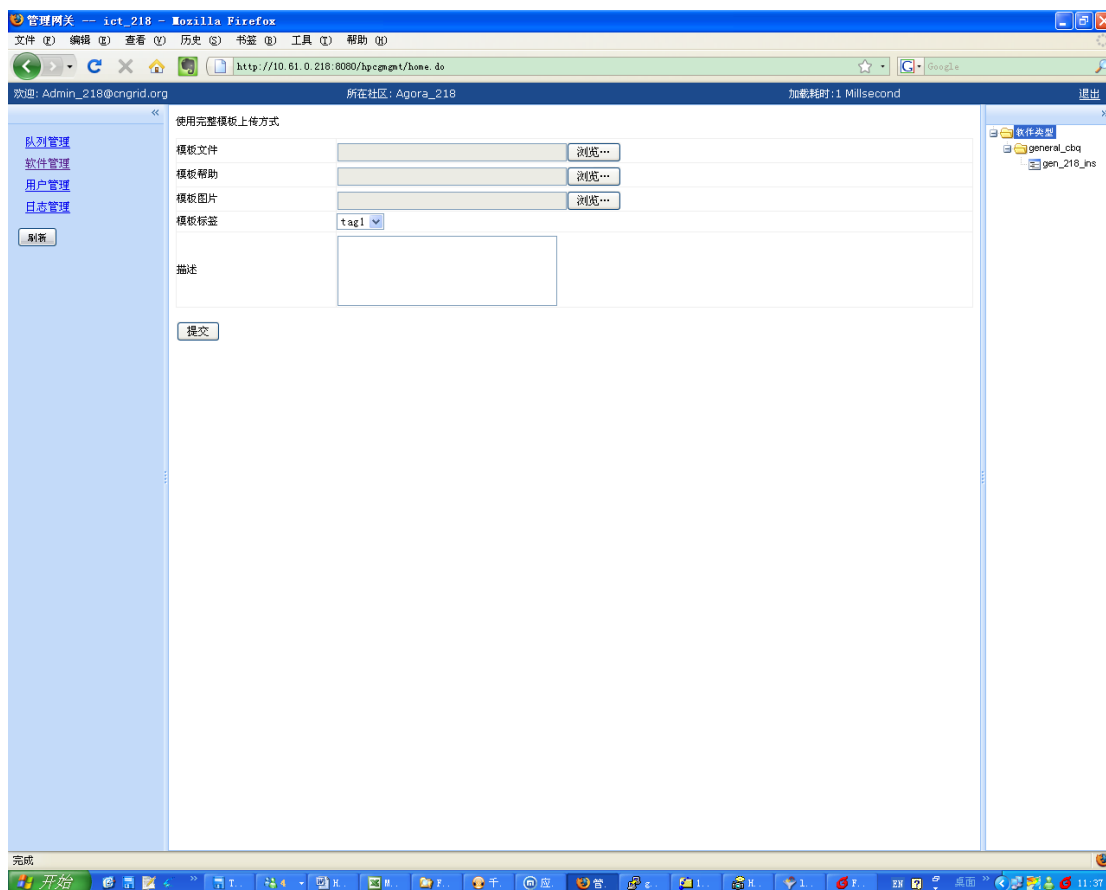 管理网关 -- ict_218 - Mozilla Firefox
文件 (F) 编辑 (E) 查看 (V) 历史 (S) 书签 (B) 工具 (T) 帮助 (H)
http://10.61.0.218:8080/hpcgmgmt/home.do
G Google
欢迎: Admin_218@cngrid.org 所在社区: Agora_218 加载耗时:1 Millsecond 退出
«
»
队列管理
软件管理
用户管理
日志管理
刷新
使用完整模板上传方式
模板文件 浏览…
模板帮助 浏览…
模板图片 浏览…
模板标签 tag1
描述
提交
软件类型
general_cbq
gen_218_ins
完成
开始 » T.. 4 H.. M.. F.. 千.. 应.. 管.. g.. 1.. H.. 1.. F.. EN 桌面 » 11:37